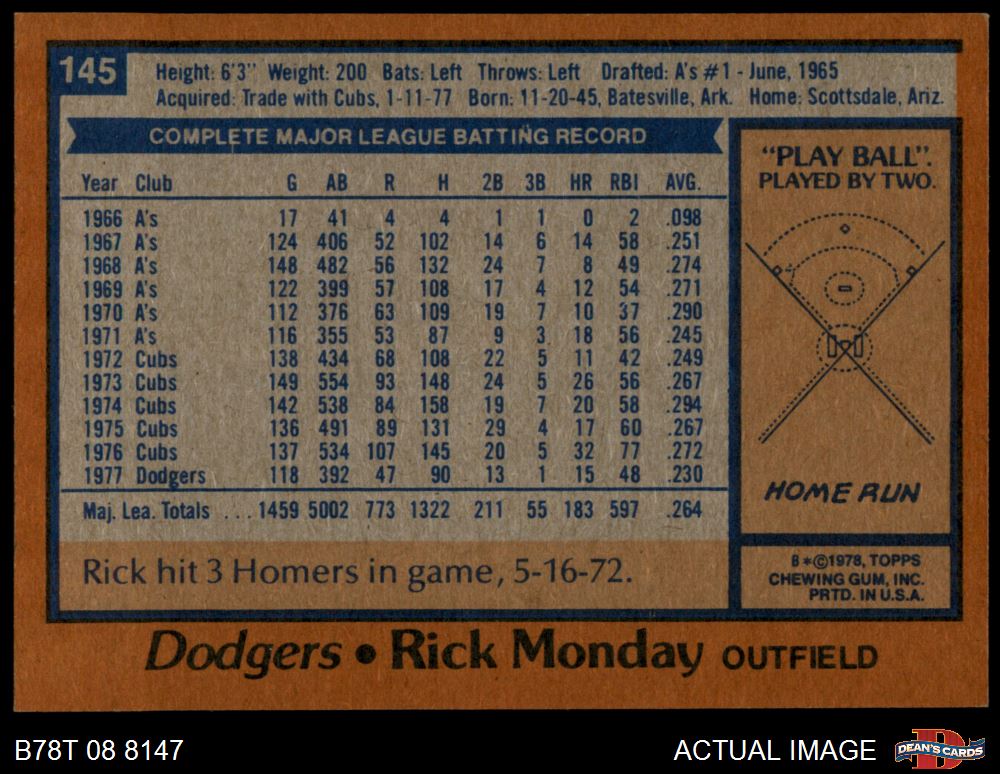 145
Height: 6'3" Weight: 200 Bats: Left Throws: Left Drafted: A's #1 - June, 1965
Acquired: Trade with Cubs, 1-11-77 Born: 11-20-45, Batesville, Ark. Home: Scottsdale, Ariz.
COMPLETE MAJOR LEAGUE BATTING RECORD
Year Club G AB R H 2B 3B HR RBI AVG.
1966 A's 17 41 4 4 1 1 0 2 .098
1967 A's 124 406 52 102 14 6 14 58 .251
1968 A's 148 482 56 132 24 7 8 49 .274
1969 A's 122 399 57 108 17 4 12 54 .271
1970 A's 112 376 63 109 19 7 10 37 .290
1971 A's 116 355 53 87 9 3 18 56 .245
1972 Cubs 138 434 68 108 22 5 11 42 .249
1973 Cubs 149 554 93 148 24 5 26 56 .267
1974 Cubs 142 538 84 158 19 7 20 58 .294
1975 Cubs 136 491 89 131 29 4 17 60 .267
1976 Cubs 137 534 107 145 20 5 32 77 .272
1977 Dodgers 118 392 47 90 13 1 15 48 .230
Maj. Lea. Totals ... 1459 5002 773 1322 211 55 183 597 .264
Rick hit 3 Homers in game, 5-16-72.
"PLAY BALL".
PLAYED BY TWO.
HOME RUN
B*©1978, TOPPS
CHEWING GUM, INC.
PRTD. IN U.S.A.
Dodgers • Rick Monday OUTFIELD
B78T 08 8147
ACTUAL IMAGE
D
DEAN'S CARDS